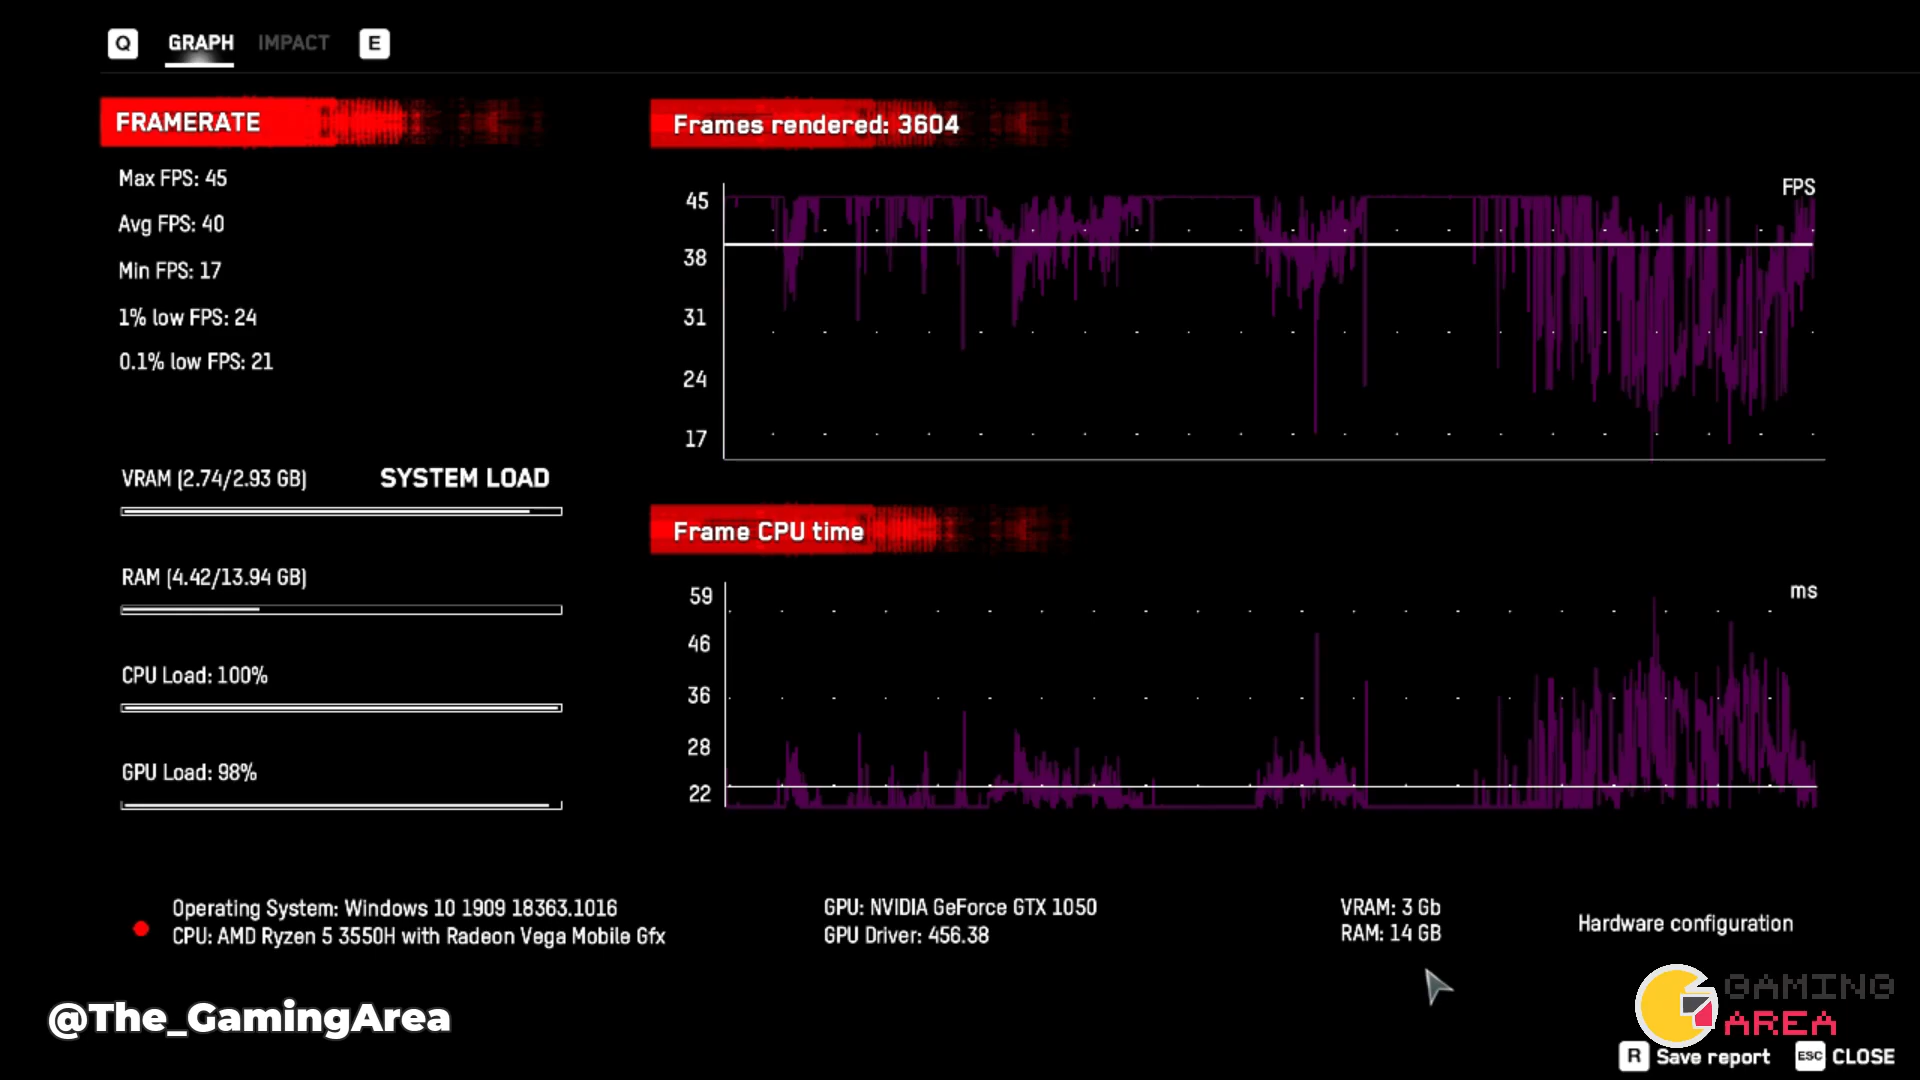 Q GRAPH IMPACT E
FRAMERATE
Max FPS: 45
Avg FPS: 40
Min FPS: 17
1% low FPS: 24
0.1% low FPS: 21
VRAM (2.74/2.93 GB) SYSTEM LOAD
RAM (4.42/13.94 GB)
CPU Load: 100%
GPU Load: 98%
Frames rendered: 3604
FPS
45
38
31
24
17
Frame CPU time
ms
59
46
36
28
22
Operating System: Windows 10 1909 18363.1016
CPU: AMD Ryzen 5 3550H with Radeon Vega Mobile Gfx
GPU: NVIDIA GeForce GTX 1050
GPU Driver: 456.38
VRAM: 3 Gb
RAM: 14 GB
Hardware configuration
@The_GamingArea
GAMING
AREA
R Save report ESC CLOSE